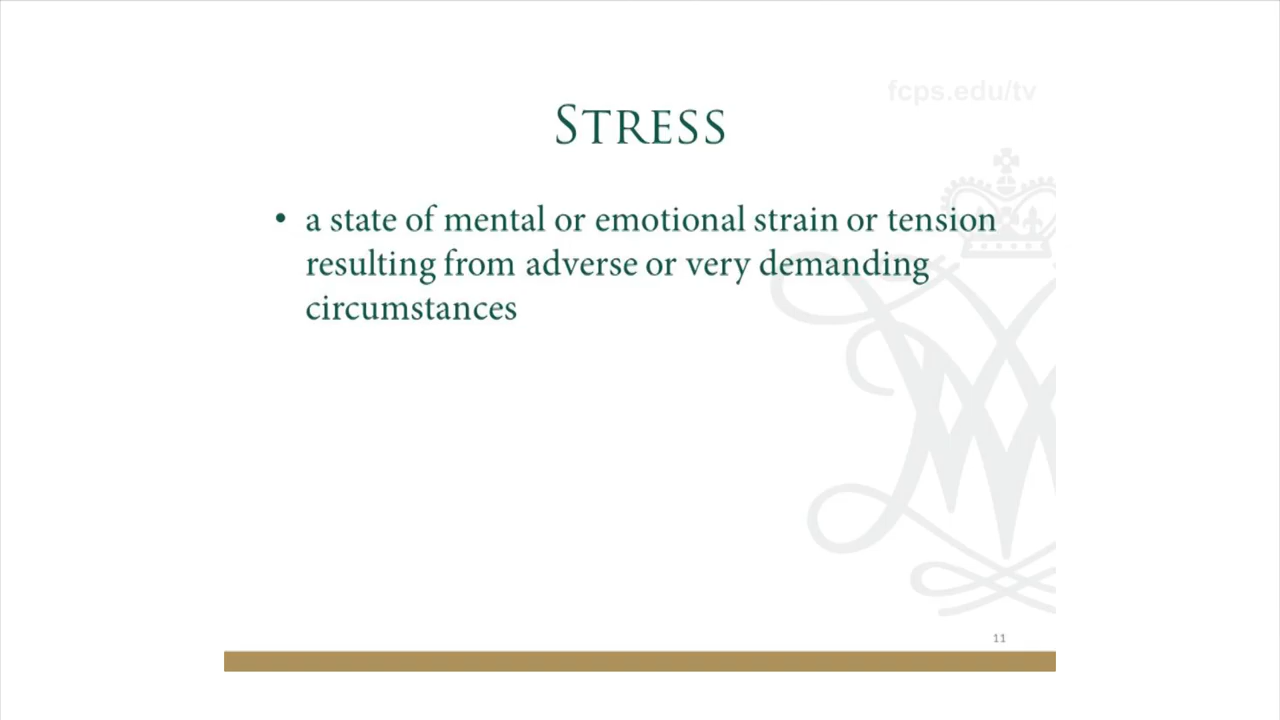 fcps.edu/tv
STRESS
• a state of mental or emotional strain or tension
resulting from adverse or very demanding
circumstances
11